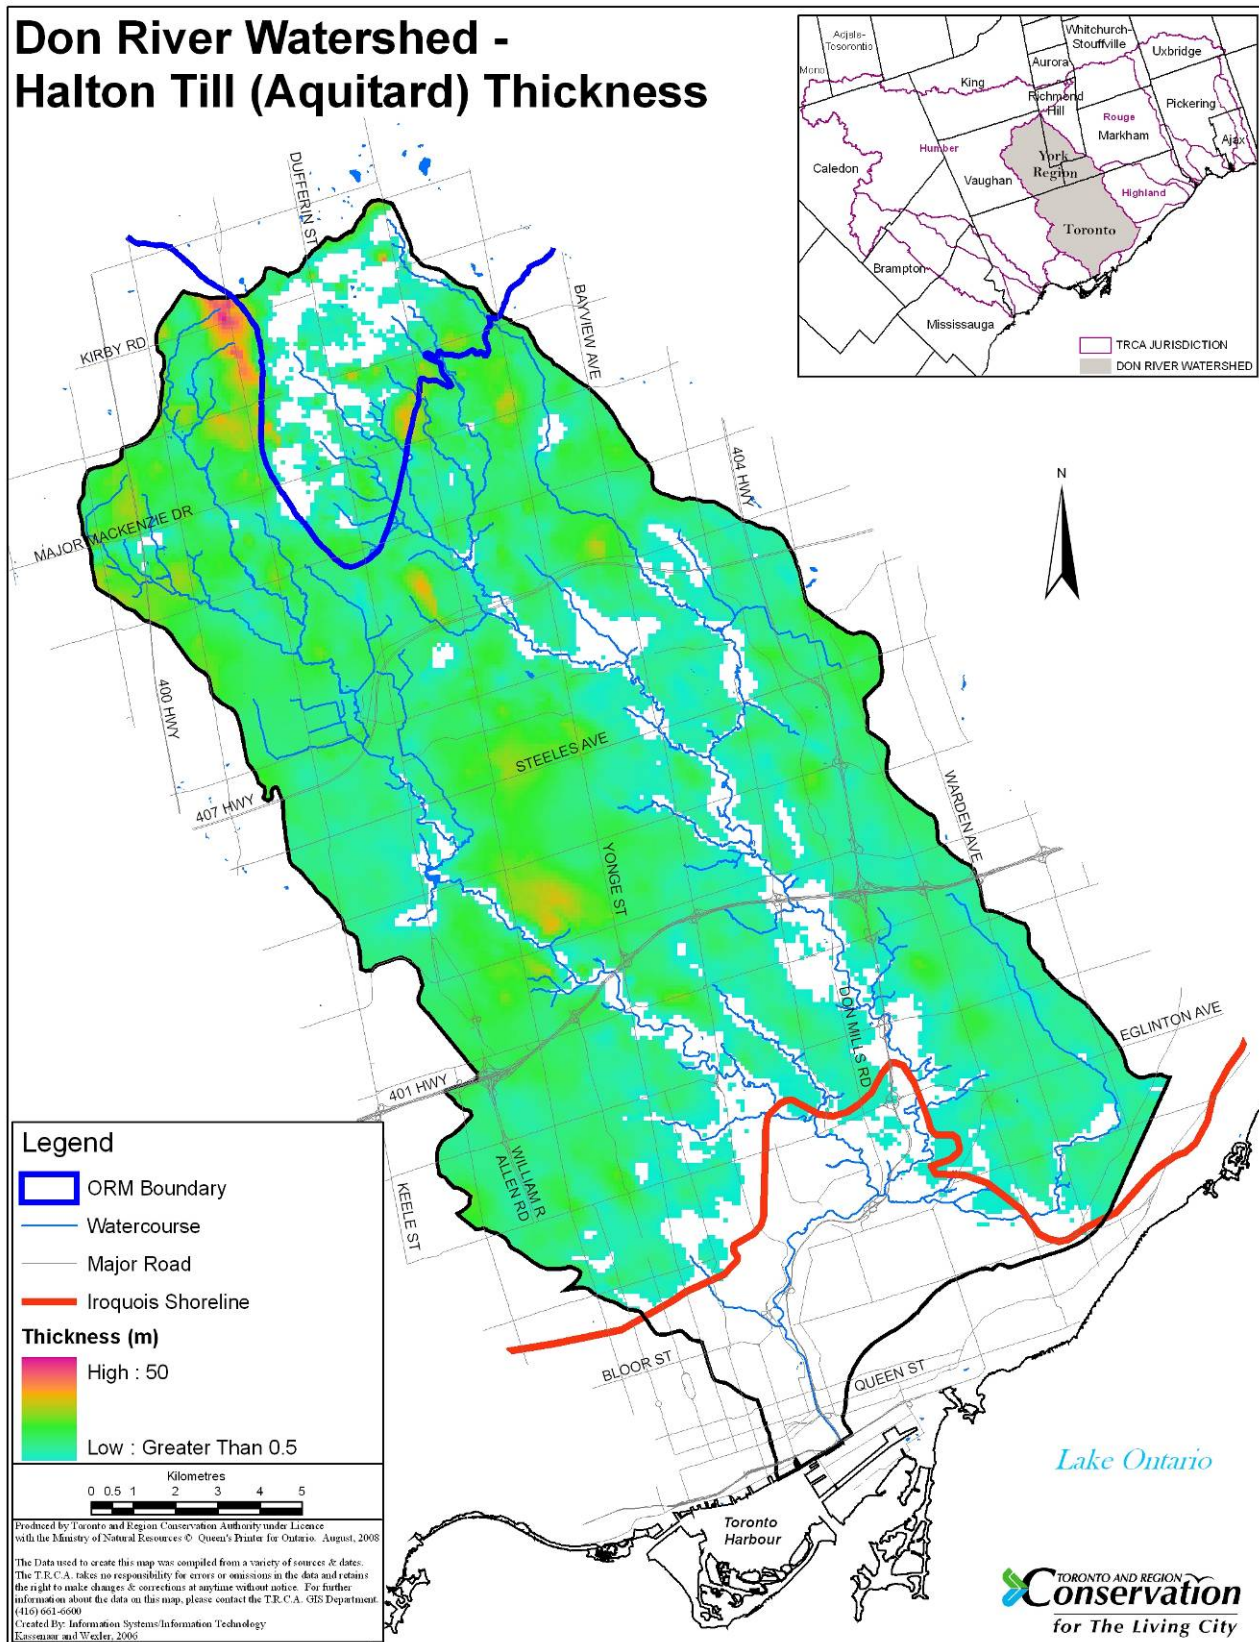 Don River Watershed -
Halton Till (Aquitard) Thickness
Adjala-
Tosorontio
Mono
King
Aurora
Whitchurch-
Stouffville
Uxbridge
Richmond
Hill
Pickering
Rouge
Markham
Ajax
Humber
Caledon
Vaughan
York
Region
Highland
Toronto
Brampton
Mississauga
TRCA JURISDICTION
DON RIVER WATERSHED
DUFFERIN ST
BAYVIEW AVE
KIRBY RD
404 HWY
MAJOR MACKENZIE DR
N
400 HWY
STEELES AVE
407 HWY
WARDEN AVE
YONGE ST
DON MILLS RD
EGLINTON AVE
401 HWY
WILLIAM R
ALLEN RD
KEELE ST
BLOOR ST
QUEEN ST
Lake Ontario
Toronto
Harbour
Legend
ORM Boundary
Watercourse
Major Road
Iroquois Shoreline
Thickness (m)
High : 50
Low : Greater Than 0.5
Kilometres
0 0.5 1 2 3 4 5
Produced by Toronto and Region Conservation Authority under Licence
with the Ministry of Natural Resources © Queen's Printer for Ontario. August, 2008
The Data used to create this map was compiled from a variety of sources & dates.
The T.R.C.A. takes no responsibility for errors or omissions in the data and retains
the right to make changes & corrections at anytime without notice. For further
information about the data on this map, please contact the T.R.C.A. GIS Department.
(416) 661-6600
Created By: Information Systems/Information Technology
Kassenaar and Wexler, 2006
TORONTO AND REGION
Conservation
for The Living City